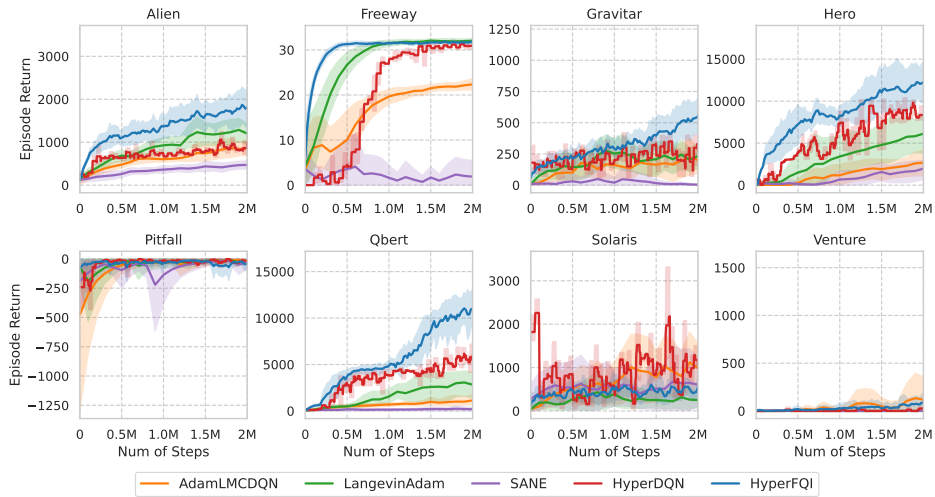 Alien
Freeway
Gravitar
Hero
Episode Return
3000
2000
1000
0
30
20
10
0
1250
1000
750
500
250
0
15000
10000
5000
0
0 0.5M 1.0M 1.5M 2M
0 0.5M 1.0M 1.5M 2M
0 0.5M 1.0M 1.5M 2M
0 0.5M 1.0M 1.5M 2M
Pitfall
Qbert
Solaris
Venture
Episode Return
0
−250
−500
−750
−1000
−1250
15000
10000
5000
0
3000
2000
1000
0
1500
1000
500
0
0 0.5M 1.0M 1.5M 2M
0 0.5M 1.0M 1.5M 2M
0 0.5M 1.0M 1.5M 2M
0 0.5M 1.0M 1.5M 2M
Num of Steps
Num of Steps
Num of Steps
Num of Steps
AdamLMCDQN LangevinAdam SANE HyperDQN HyperFQI